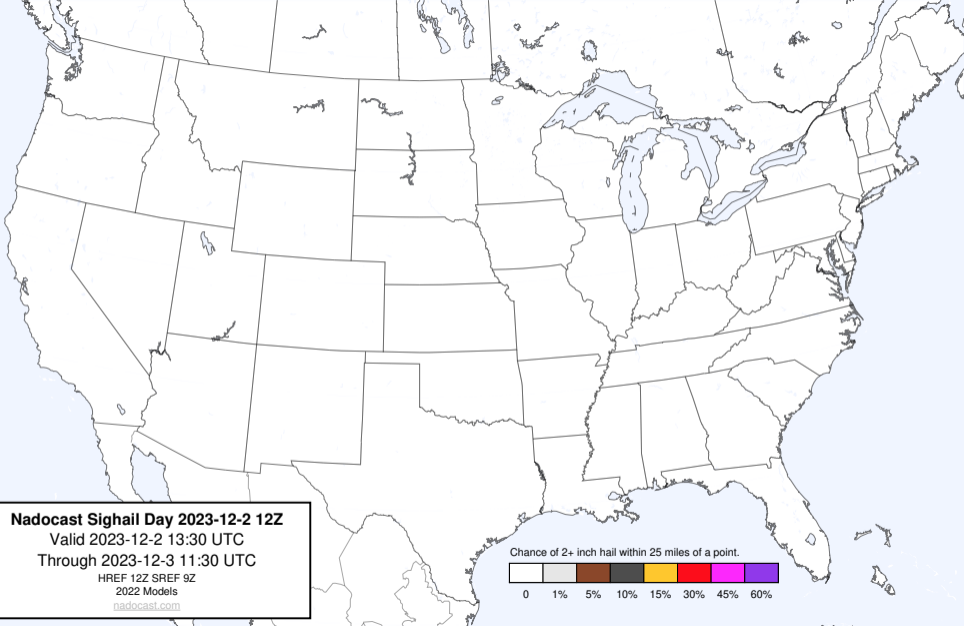 Nadocast Sighail Day 2023-12-2 12Z
Valid 2023-12-2 13:30 UTC
Through 2023-12-3 11:30 UTC
HREF 12Z SREF 9Z
2022 Models
nadocast.com
Chance of 2+ inch hail within 25 miles of a point.
0 1% 5% 10% 15% 30% 45% 60%